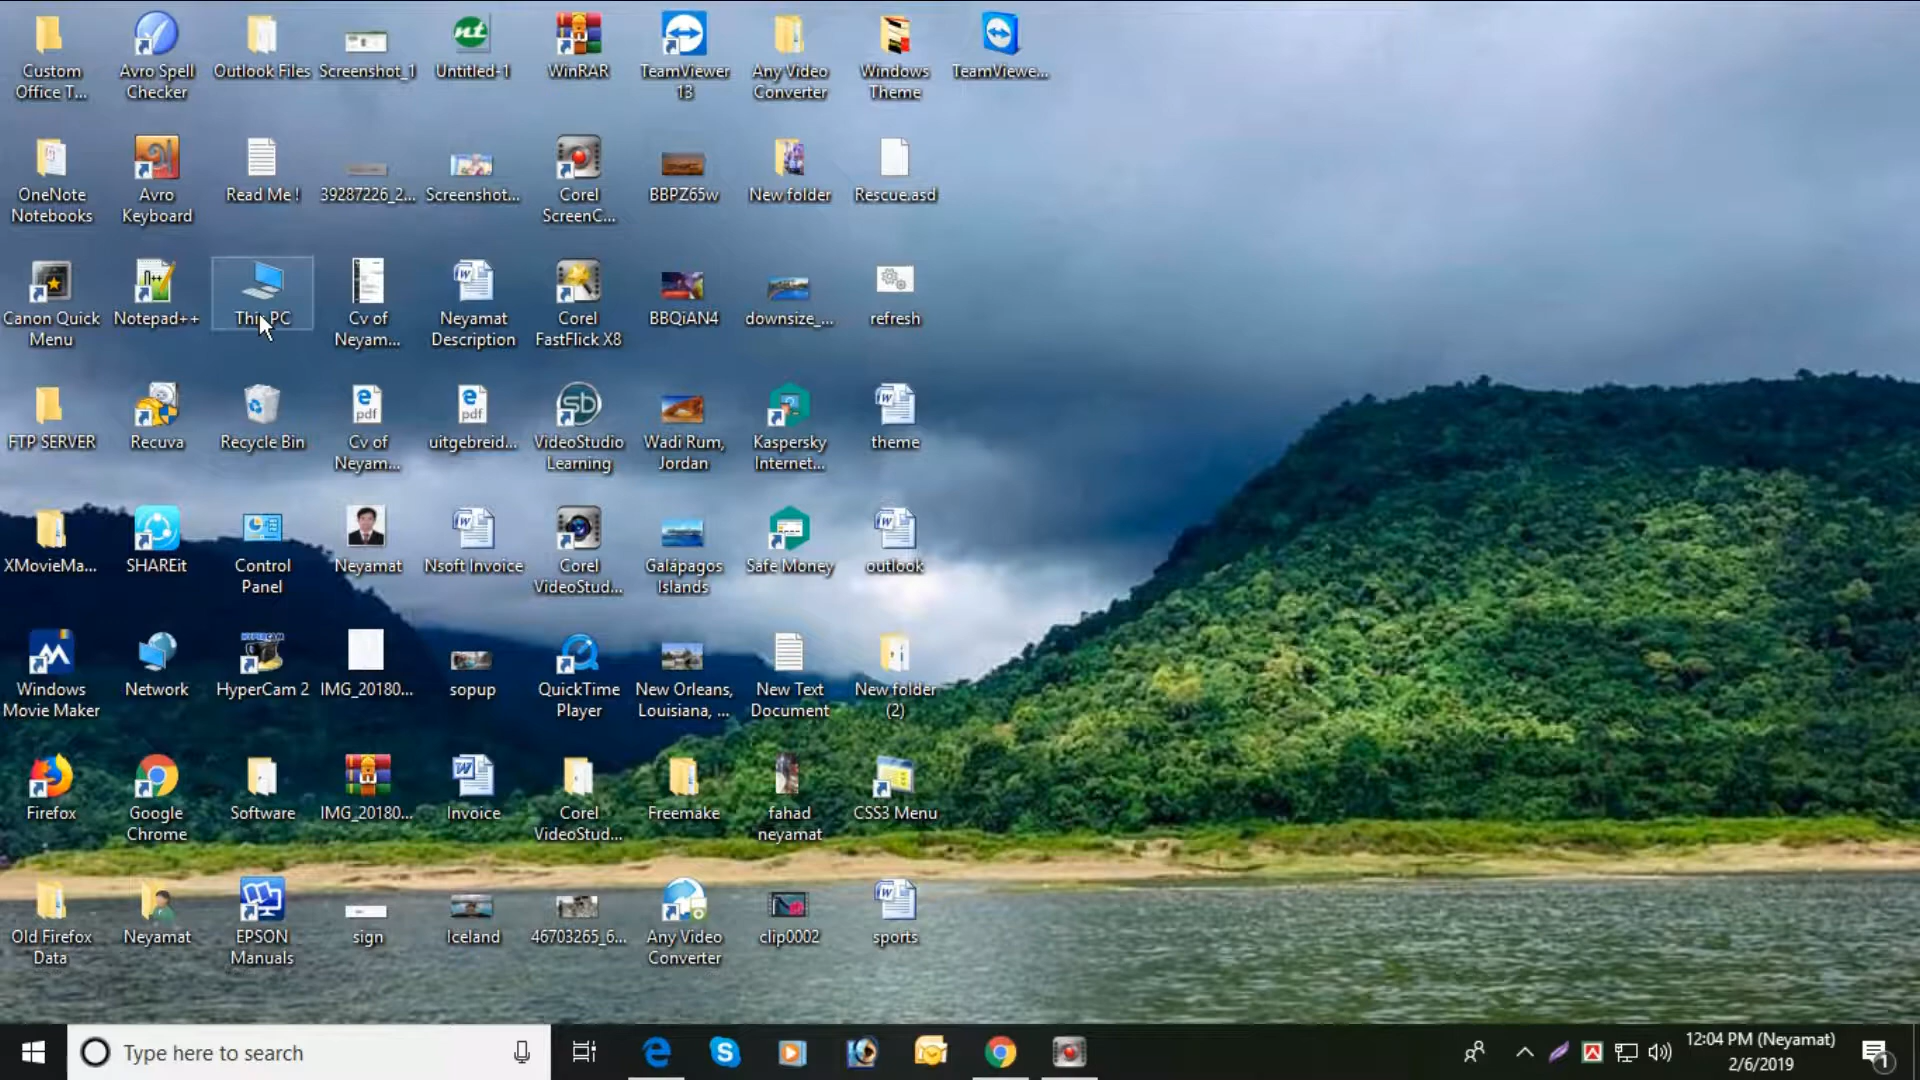 Custom
Office T...
Avro Spell
Checker
Outlook Files
Screenshot_1
nt
Untitled-1
WinRAR
TeamViewer
13
Any Video
Converter
Windows
Theme
TeamViewe...
OneNote
Notebooks
Avro
Keyboard
Read Me !
39287226_2...
Screenshot...
Corel
ScreenC...
BBPZ65w
New folder
Rescue.asd
Canon Quick
Menu
Notepad++
This PC
Cv of
Neyam...
Neyamat
Description
Corel
FastFlick X8
BBQiAN4
downsize_...
refresh
FTP SERVER
Recuva
Recycle Bin
pdf
Cv of
Neyam...
pdf
uitgebreid...
sb
VideoStudio
Learning
Wadi Rum,
Jordan
Kaspersky
Internet...
theme
XMovieMa...
SHAREit
Control
Panel
Neyamat
Nsoft Invoice
Corel
VideoStud...
Galápagos
Islands
Safe Money
outlook
Windows
Movie Maker
Network
HYPERCAM
HyperCam 2
IMG_20180...
sopup
QuickTime
Player
New Orleans,
Louisiana, ...
New Text
Document
New folder
(2)
Firefox
Google
Chrome
Software
IMG_20180...
Invoice
Corel
VideoStud...
Freemake
fahad
neyamat
CSS3 Menu
Old Firefox
Data
Neyamat
EPSON
Manuals
sign
Iceland
46703265_6...
Any Video
Converter
clip0002
sports
Type here to search
12:04 PM (Neyamat)
2/6/2019
1